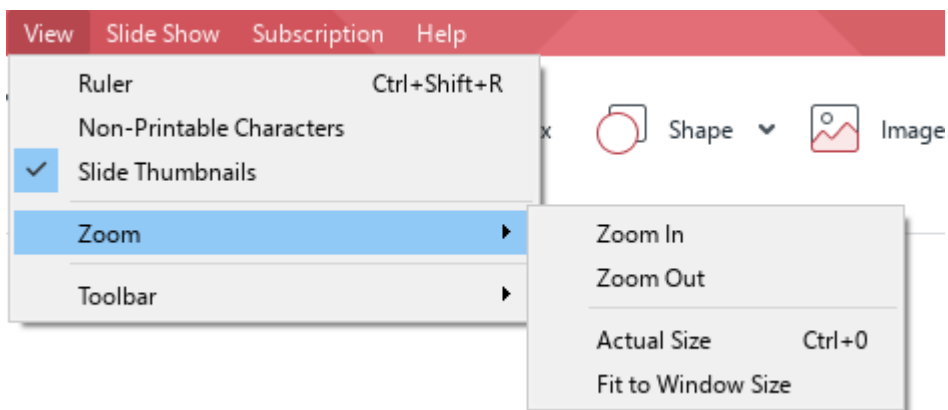 View Slide Show Subscription Help
Ruler Ctrl+Shift+R
Non-Printable Characters
Slide Thumbnails
x Shape Image
Zoom
Toolbar
Zoom In
Zoom Out
Actual Size Ctrl+0
Fit to Window Size